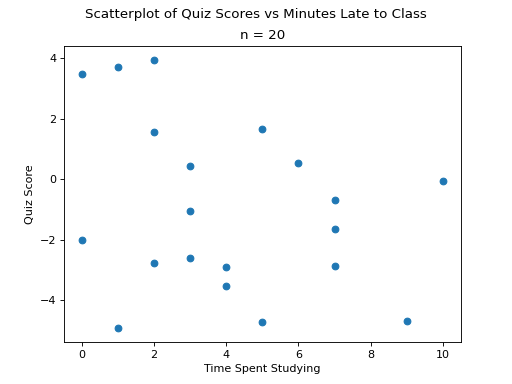 Scatterplot of Quiz Scores vs Minutes Late to Class
n = 20
4
2
0
−2
−4
Quiz Score
0 2 4 6 8 10
Time Spent Studying